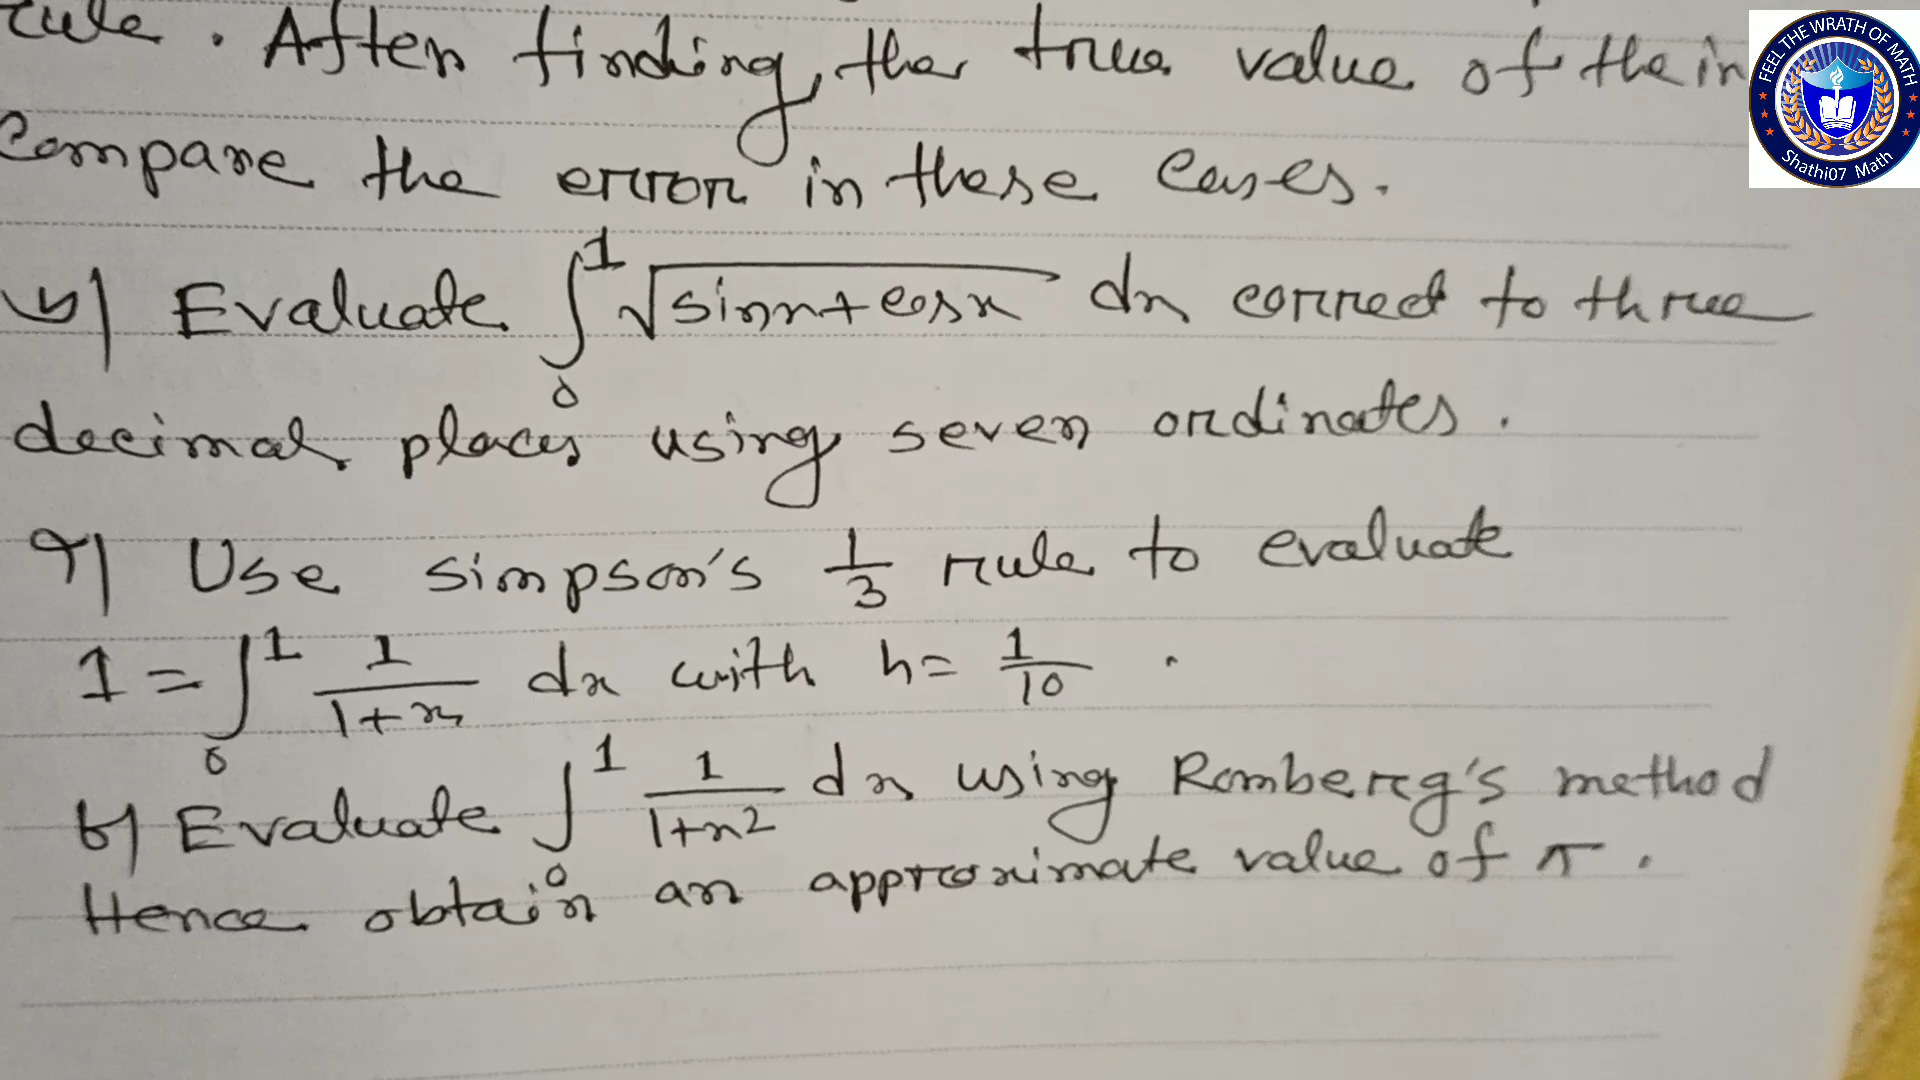 rule. After finding, the true value of the in
FEEL THE WRATH OF MATH
Shathi07 Math
Compare the error in these cases.
৮) Evaluate ∫₀¹ √(sinx + cosx) dx correct to three
decimal places using seven ordinates.
৭) Use simpson's 1/3 rule to evaluate
I = ∫₀¹ 1/(1+x) dx with h = 1/10 .
৮) Evaluate ∫₀¹ 1/(1+x²) dx using Romberg's method
Hence obtain an approximate value of π .